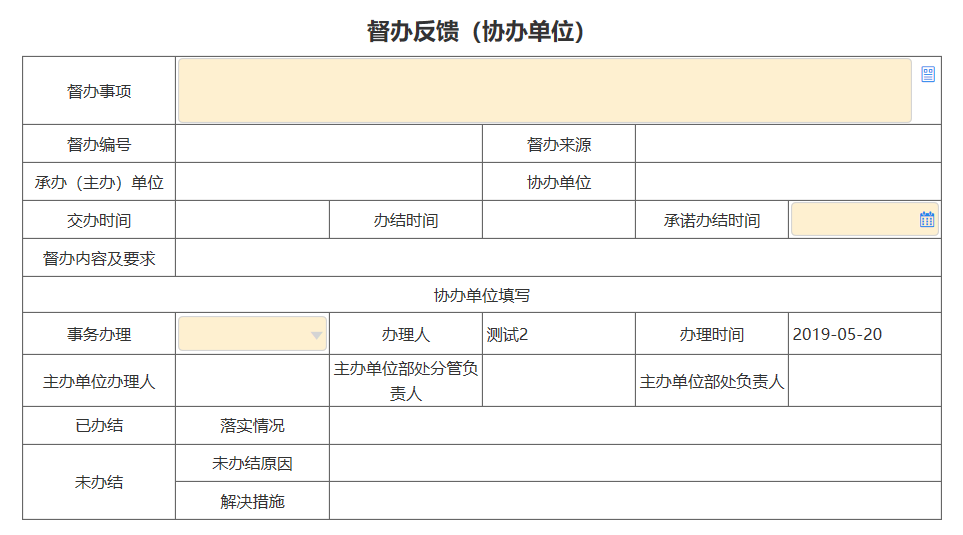 督办反馈（协办单位）
督办事项
督办编号
督办来源
承办（主办）单位
协办单位
交办时间
办结时间
承诺办结时间
督办内容及要求
协办单位填写
事务办理
办理人
测试2
办理时间
2019-05-20
主办单位办理人
主办单位部处分管负
责人
主办单位部处负责人
已办结
落实情况
未办结
未办结原因
解决措施